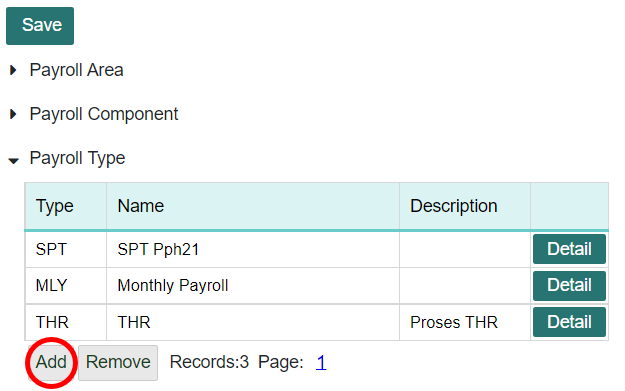 Save
Payroll Area
Payroll Component
Payroll Type
Type Name Description
SPT SPT Pph21 Detail
MLY Monthly Payroll Detail
THR THR Proses THR Detail
Add Remove Records:3 Page: 1